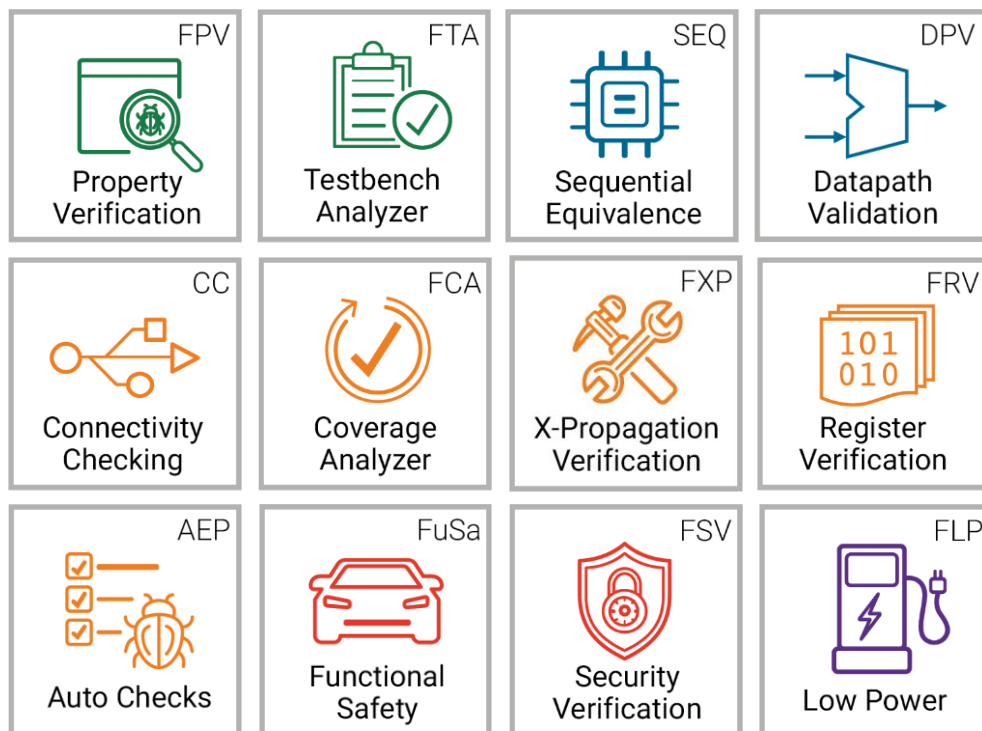 FPV
Property
Verification
FTA
Testbench
Analyzer
SEQ
Sequential
Equivalence
DPV
Datapath
Validation
CC
Connectivity
Checking
FCA
Coverage
Analyzer
FXP
X-Propagation
Verification
FRV
101
010
Register
Verification
AEP
Auto Checks
FuSa
Functional
Safety
FSV
Security
Verification
FLP
Low Power